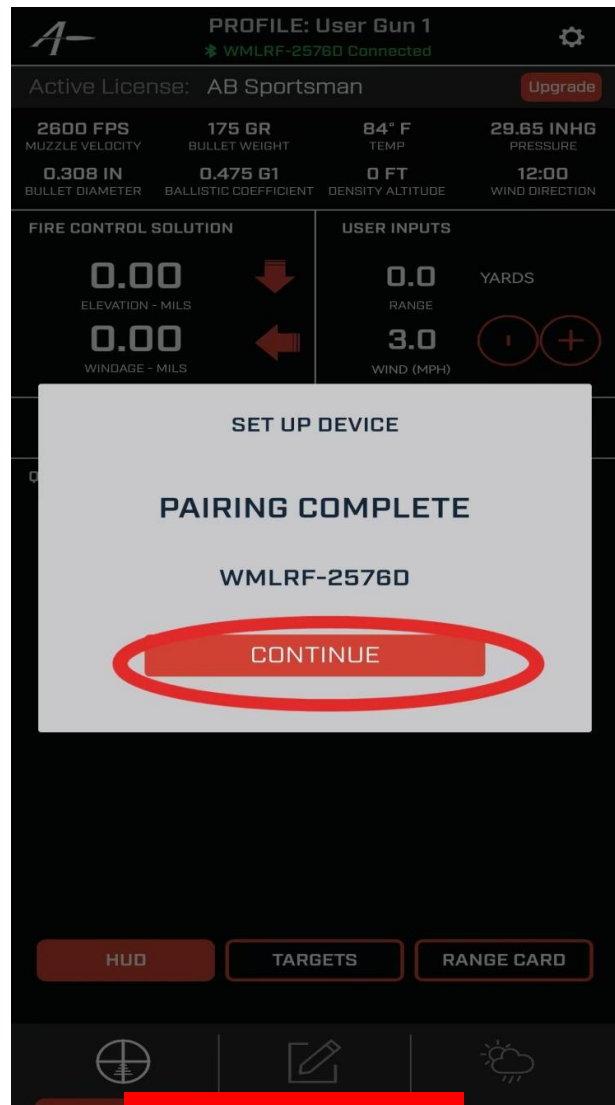 PROFILE: User Gun 1
WMLRF-2576D Connected
Active License: AB Sportsman
Upgrade
2600 FPS 175 GR 84° F 29.65 INHG
MUZZLE VELOCITY BULLET WEIGHT TEMP PRESSURE
0.308 IN 0.475 G1 0 FT 12:00
BULLET DIAMETER BALLISTIC COEFFICIENT DENSITY ALTITUDE WIND DIRECTION
FIRE CONTROL SOLUTION USER INPUTS
0.00 0.0 YARDS
ELEVATION - MILS RANGE
0.00 3.0 - +
WINDAGE - MILS WIND (MPH)
SET UP DEVICE
PAIRING COMPLETE
WMLRF-2576D
CONTINUE
HUD TARGETS RANGE CARD